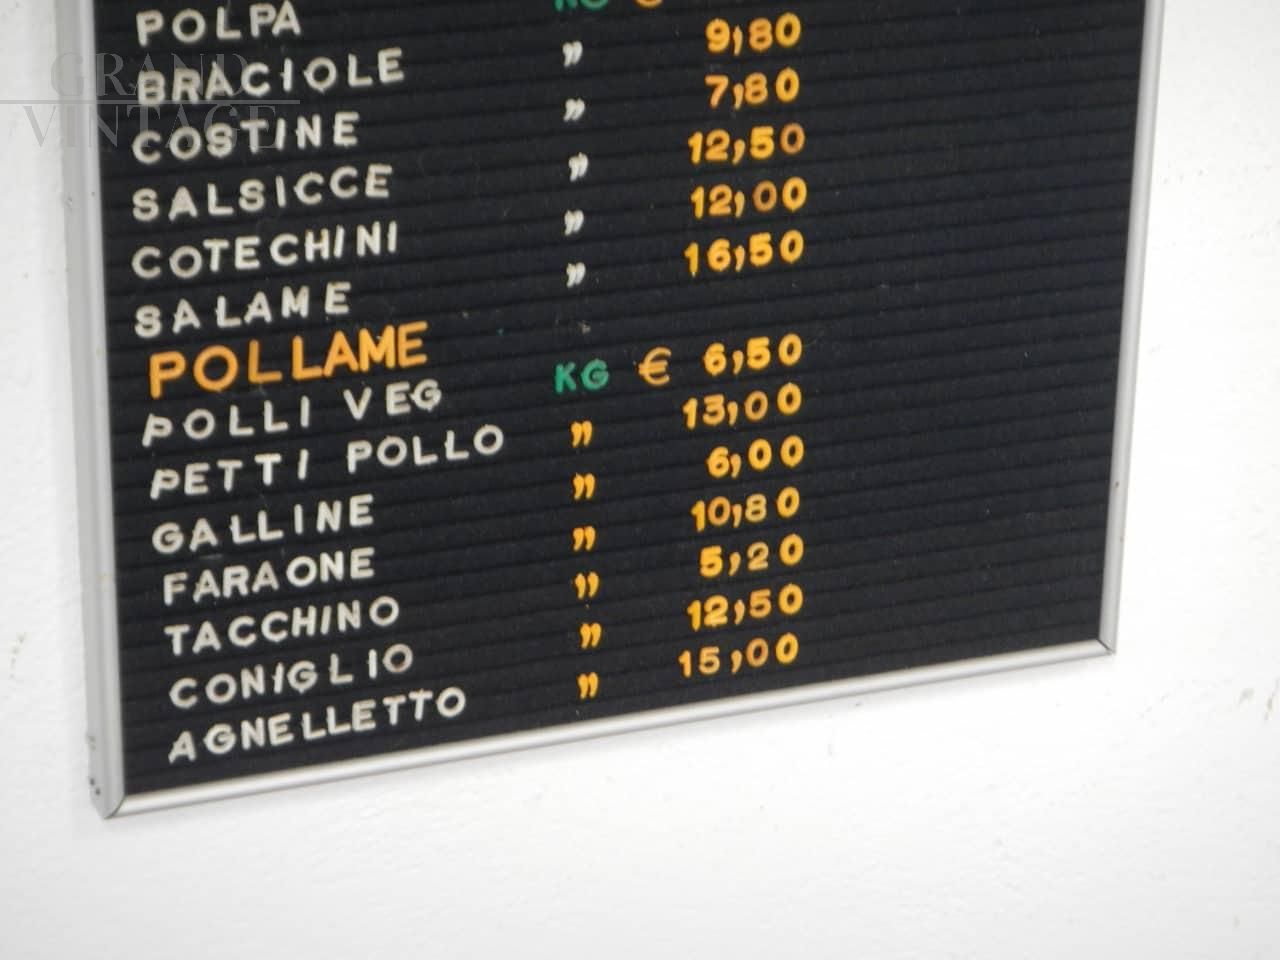 POLPA KG
BRACIOLE " 9,80
COSTINE " 7,80
SALSICCE " 12,50
COTECHINI " 12,00
SALAME " 16,50
POLLAME
POLLI VEG KG € 6,50
PETTI POLLO " 13,00
GALLINE " 6,00
FARAONE " 10,80
TACCHINO " 5,20
CONIGLIO " 12,50
AGNELLETTO " 15,00
GRAND
VINTAGE